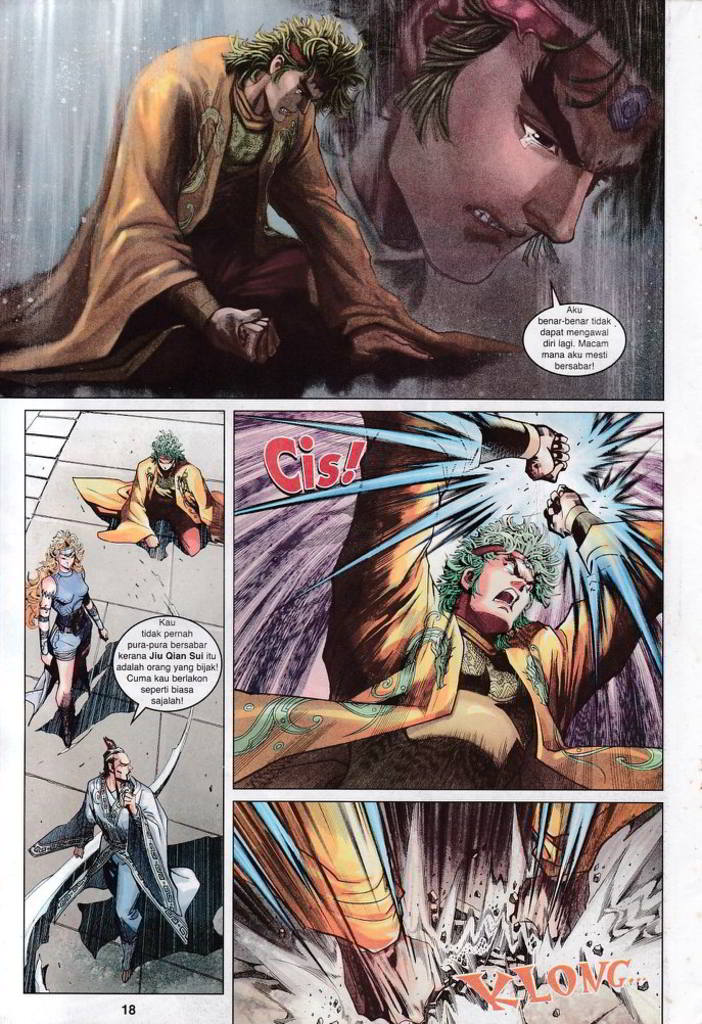 Aku
benar-benar tidak
dapat mengawal
diri lagi. Macam
mana aku mesti
bersabar!
Cis!
Kau
tidak pernah
pura-pura bersabar
kerana Jiu Qian Sui itu
adalah orang yang bijak!
Cuma kau berlakon
seperti biasa
sajalah!
KLONG...
18